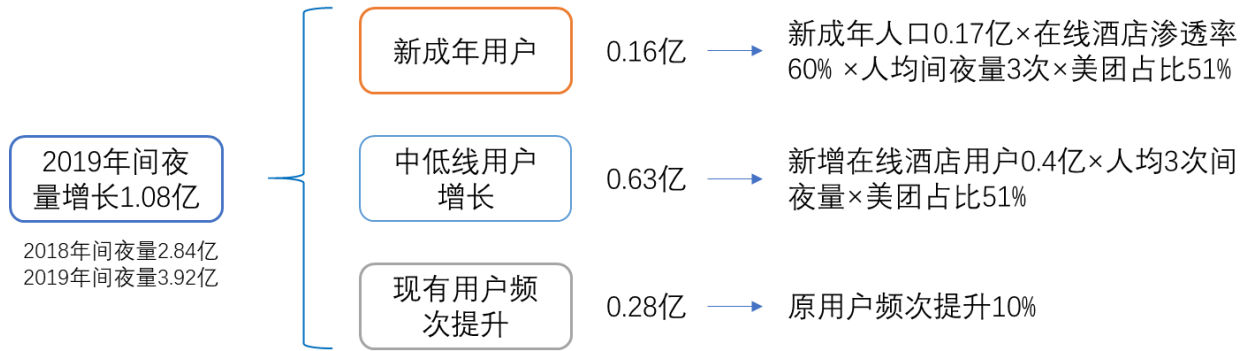 2019年间夜
量增长1.08亿
2018年间夜量2.84亿
2019年间夜量3.92亿
新成年用户
0.16亿
新成年人口0.17亿×在线酒店渗透率
60% ×人均间夜量3次×美团占比51%
中低线用户
增长
0.63亿
新增在线酒店用户0.4亿×人均3次间
夜量×美团占比51%
现有用户频
次提升
0.28亿
原用户频次提升10%